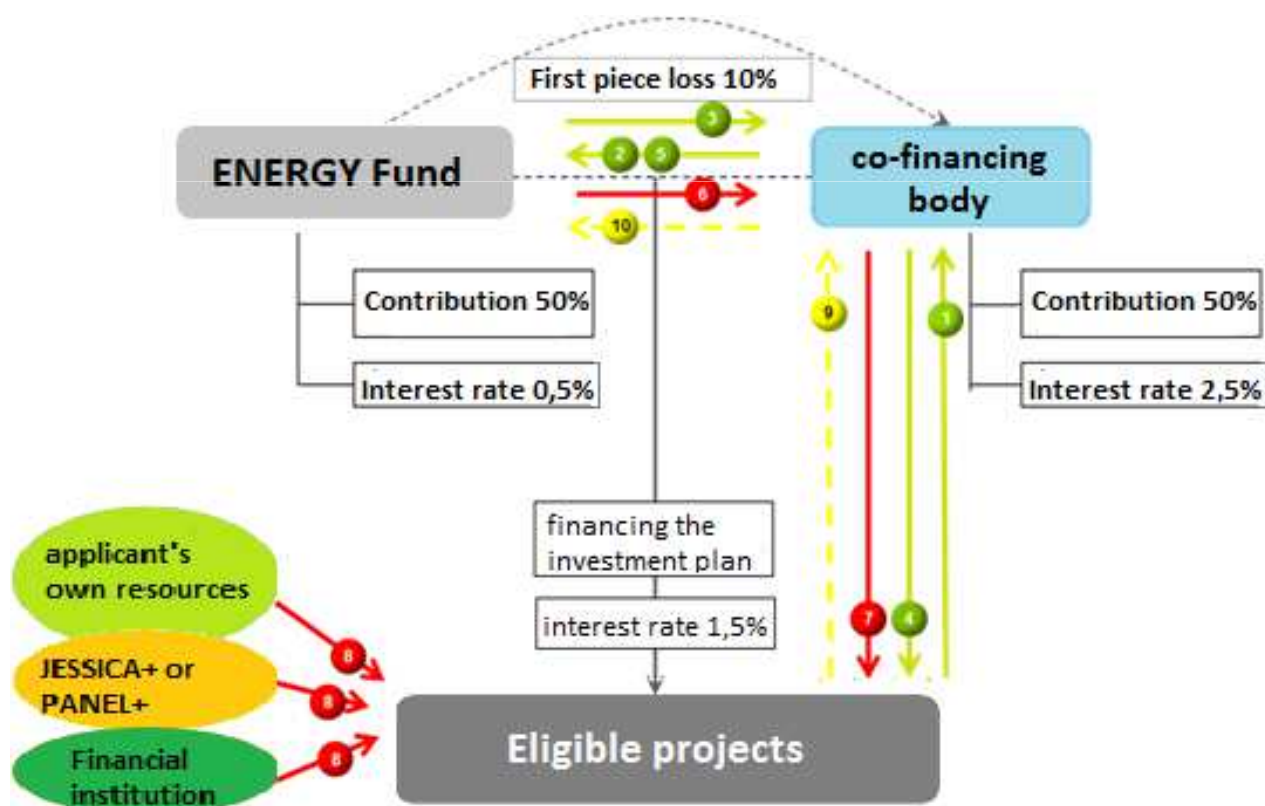 First piece loss 10%
3
ENERGY Fund
2 5
co-financing
body
6
10
Contribution 50%
9
1
Contribution 50%
Interest rate 0,5%
Interest rate 2,5%
financing the
investment plan
applicant's
own resources
interest rate 1,5%
7 4
8
JESSICA+ or
PANEL+
8
Eligible projects
8
Financial
institution